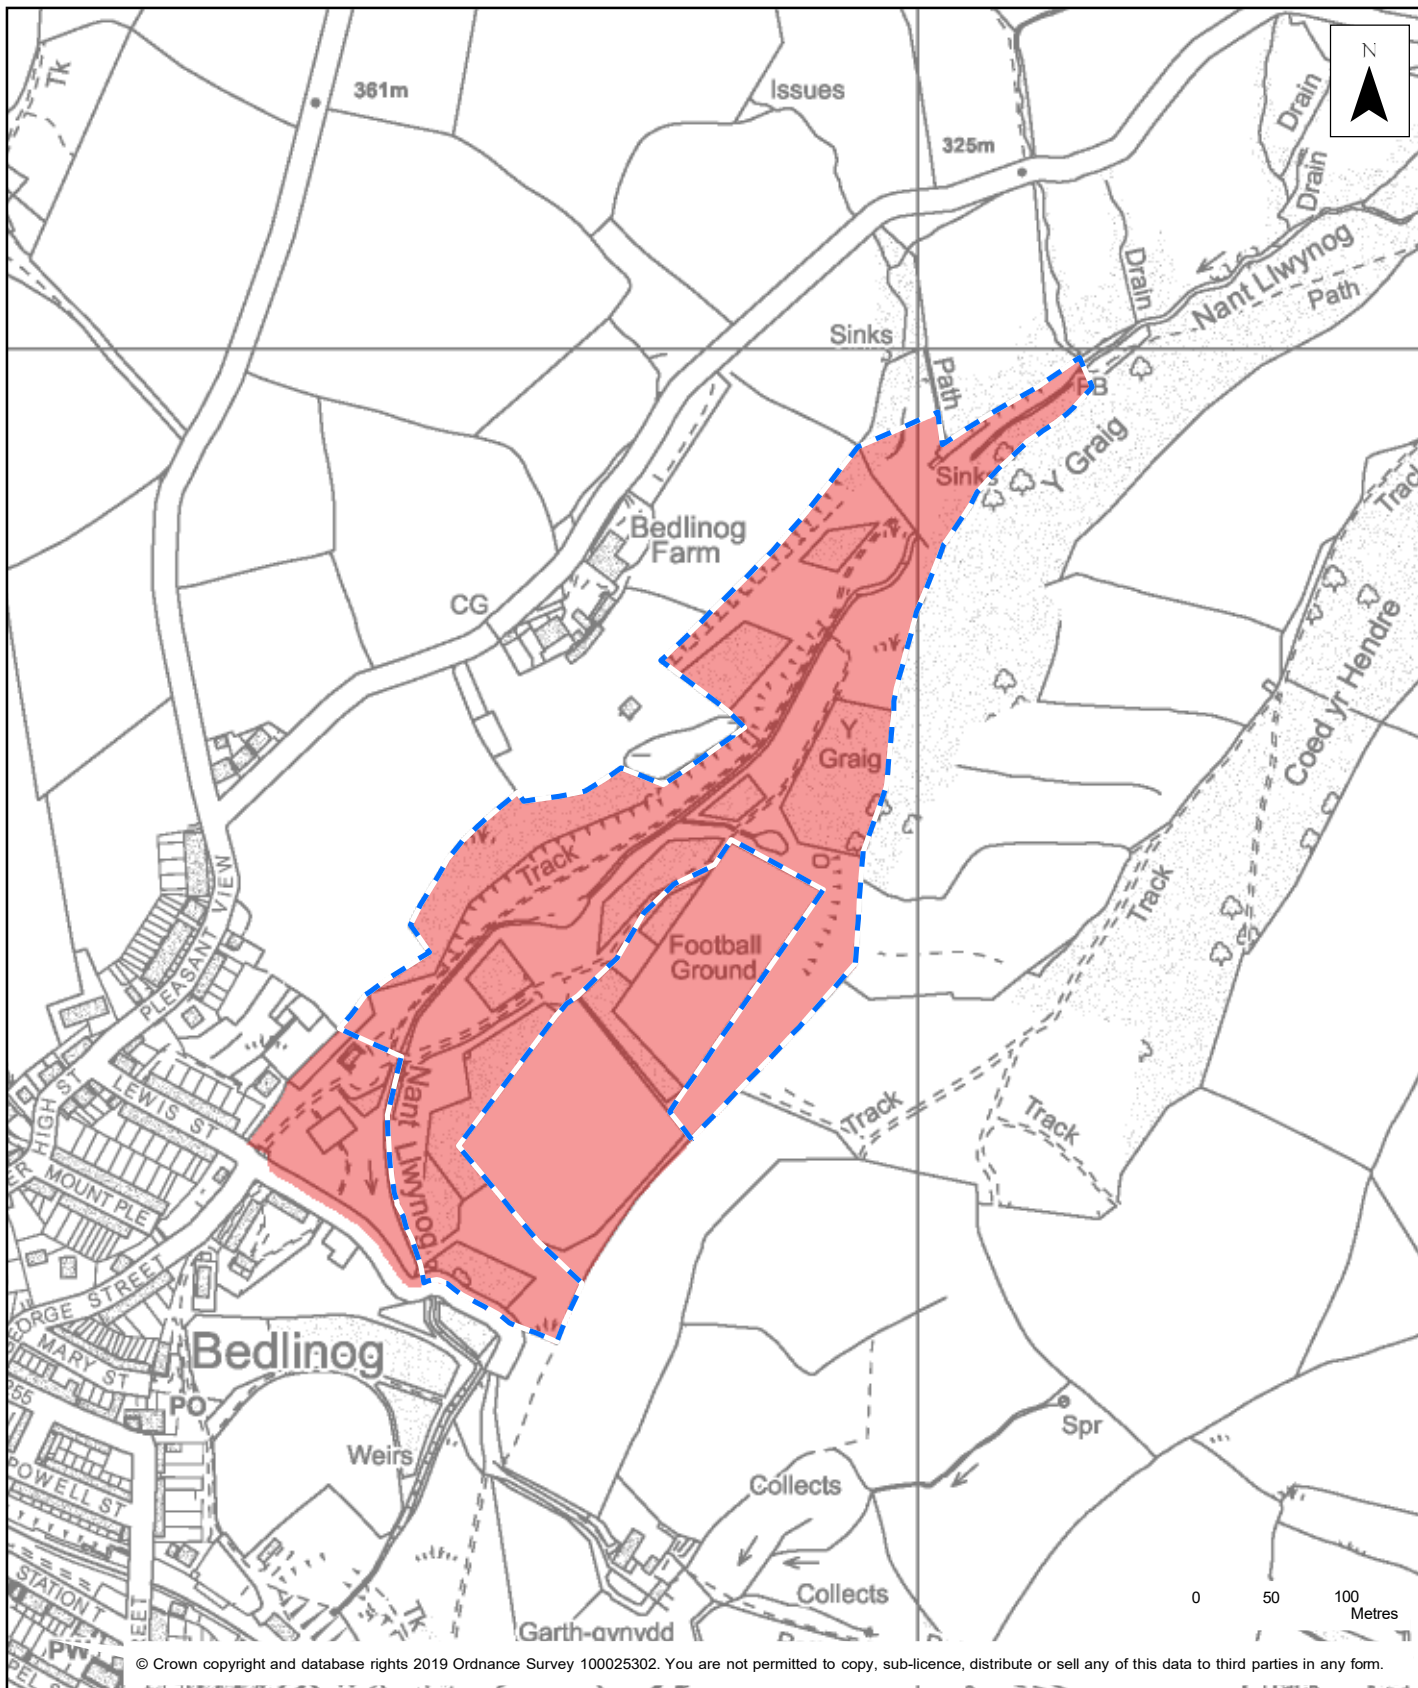 N
Tk
361m
Issues
325m
Drain
Drain
Drain
Nant Llwynog
Path
Sinks
Path
FB
Sinks
Y Graig
Track
Bedlinog
Farm
CG
Coed yr Hendre
Y
Graig
Track
Track
PLEASANT VIEW
Football
Ground
Nant Llwynog
HIGH ST
LEWIS ST
MOUNT PLE
Track
Track
GEORGE STREET
MARY ST
Bedlinog
PO
255
POWELL ST
Weirs
Spr
Collects
Collects
STATION T
Tk
Garth-gynydd
PW
0 50 100
Metres
© Crown copyright and database rights 2019 Ordnance Survey 100025302. You are not permitted to copy, sub-licence, distribute or sell any of this data to third parties in any form.